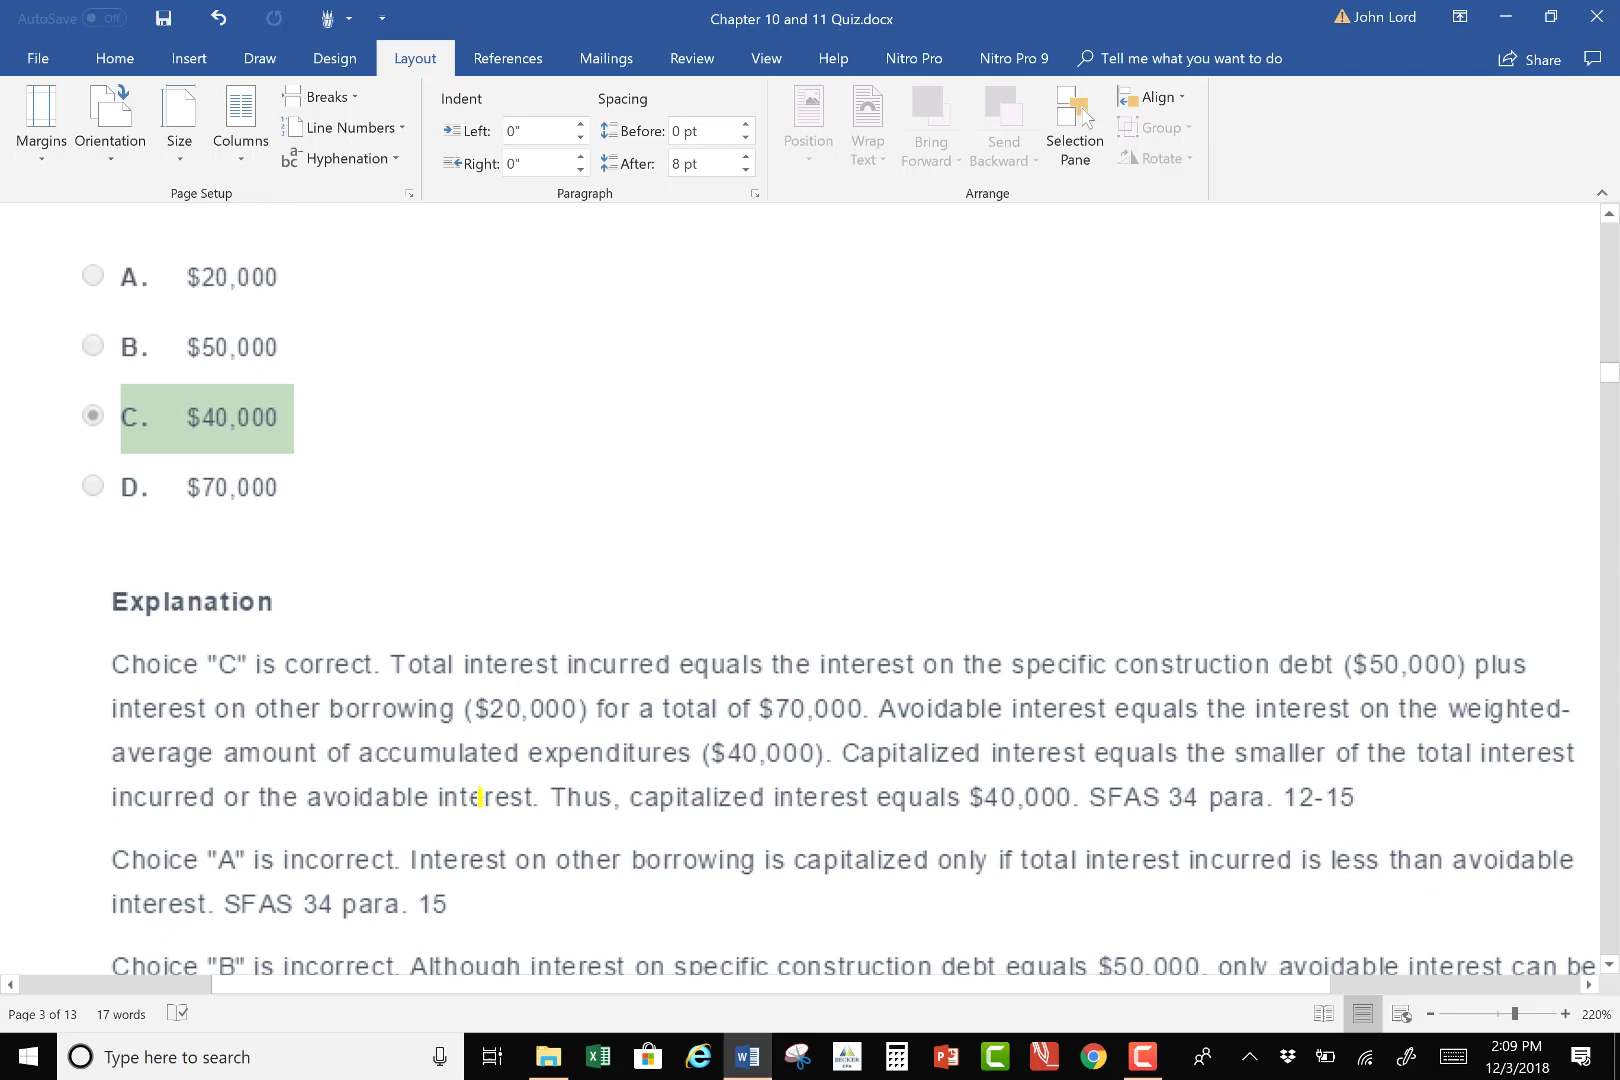 AutoSave Off
Chapter 10 and 11 Quiz.docx
John Lord
File Home Insert Draw Design Layout References Mailings Review View Help Nitro Pro Nitro Pro 9 Tell me what you want to do Share
Margins
Orientation
Size
Columns
Breaks
Line Numbers
Hyphenation
Page Setup
Indent
Left: 0"
Right: 0"
Spacing
Before: 0 pt
After: 8 pt
Paragraph
Position
Wrap
Text
Bring
Forward
Send
Backward
Selection
Pane
Align
Group
Rotate
Arrange
A. $20,000
B. $50,000
C. $40,000
D. $70,000
Explanation
Choice "C" is correct. Total interest incurred equals the interest on the specific construction debt ($50,000) plus
interest on other borrowing ($20,000) for a total of $70,000. Avoidable interest equals the interest on the weighted-
average amount of accumulated expenditures ($40,000). Capitalized interest equals the smaller of the total interest
incurred or the avoidable interest. Thus, capitalized interest equals $40,000. SFAS 34 para. 12-15
Choice "A" is incorrect. Interest on other borrowing is capitalized only if total interest incurred is less than avoidable
interest. SFAS 34 para. 15
Choice "B" is incorrect. Although interest on specific construction debt equals $50,000, only avoidable interest can be
Page 3 of 13 17 words
220%
Type here to search
2:09 PM
12/3/2018